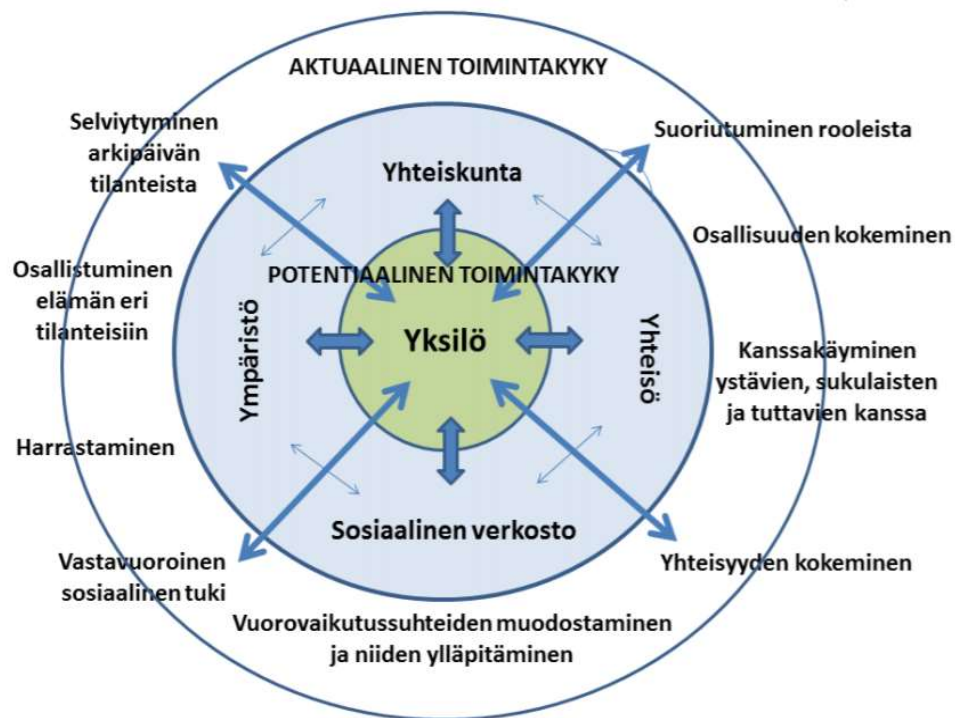 AKTUAALINEN TOIMINTAKYKY
Selviytyminen
arkipäivän
tilanteista
Suoriutuminen rooleista
Yhteiskunta
Osallisuuden kokeminen
Osallistuminen
elämän eri
tilanteisiin
POTENTIAALINEN TOIMINTAKYKY
Ympäristö
Yksilö
Yhteisö
Kanssakäyminen
ystävien, sukulaisten
ja tuttavien kanssa
Harrastaminen
Sosiaalinen verkosto
Vastavuoroinen
sosiaalinen tuki
Yhteisyyden kokeminen
Vuorovaikutussuhteiden muodostaminen
ja niiden ylläpitäminen